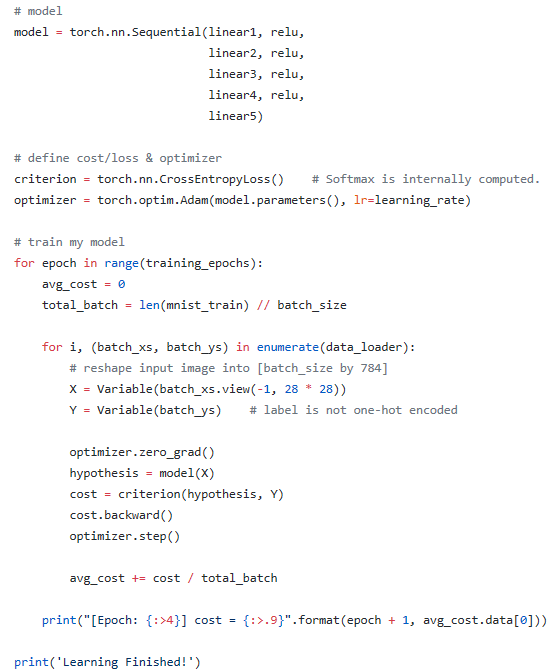 # model
model = torch.nn.Sequential(linear1, relu,
                            linear2, relu,
                            linear3, relu,
                            linear4, relu,
                            linear5)

# define cost/loss & optimizer
criterion = torch.nn.CrossEntropyLoss()    # Softmax is internally computed.
optimizer = torch.optim.Adam(model.parameters(), lr=learning_rate)

# train my model
for epoch in range(training_epochs):
    avg_cost = 0
    total_batch = len(mnist_train) // batch_size

    for i, (batch_xs, batch_ys) in enumerate(data_loader):
        # reshape input image into [batch_size by 784]
        X = Variable(batch_xs.view(-1, 28 * 28))
        Y = Variable(batch_ys)    # label is not one-hot encoded

        optimizer.zero_grad()
        hypothesis = model(X)
        cost = criterion(hypothesis, Y)
        cost.backward()
        optimizer.step()

        avg_cost += cost / total_batch

    print("[Epoch: {:>4}] cost = {:>.9}".format(epoch + 1, avg_cost.data[0]))

print('Learning Finished!')